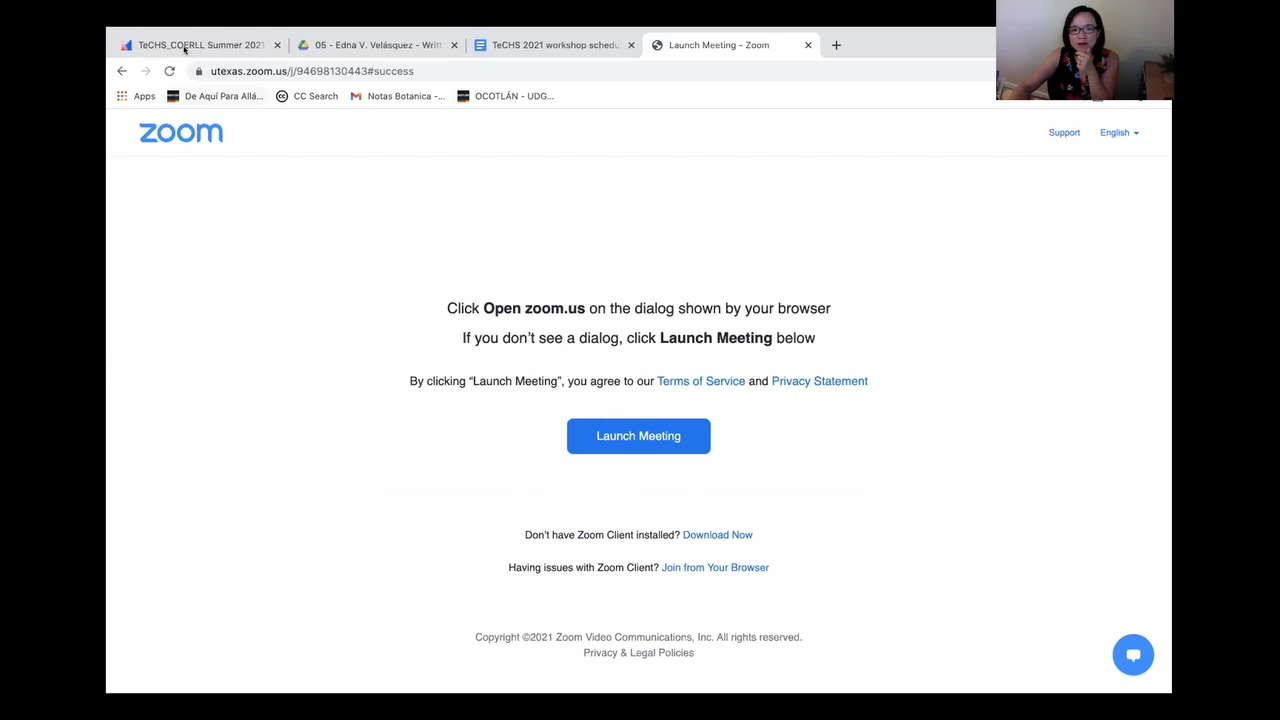 TeCHS_COERLL Summer 2021
05 - Edna V. Velásquez - Writt
TeCHS 2021 workshop schedu
Launch Meeting - Zoom
utexas.zoom.us/j/94698130443#success
Apps
De Aquí Para Allá...
CC Search
Notas Botanica -...
OCOTLÁN - UDG...
zoom
Support
English
Click Open zoom.us on the dialog shown by your browser
If you don't see a dialog, click Launch Meeting below
By clicking “Launch Meeting”, you agree to our Terms of Service and Privacy Statement
Launch Meeting
Don't have Zoom Client installed? Download Now
Having issues with Zoom Client? Join from Your Browser
Copyright ©2021 Zoom Video Communications, Inc. All rights reserved.
Privacy & Legal Policies